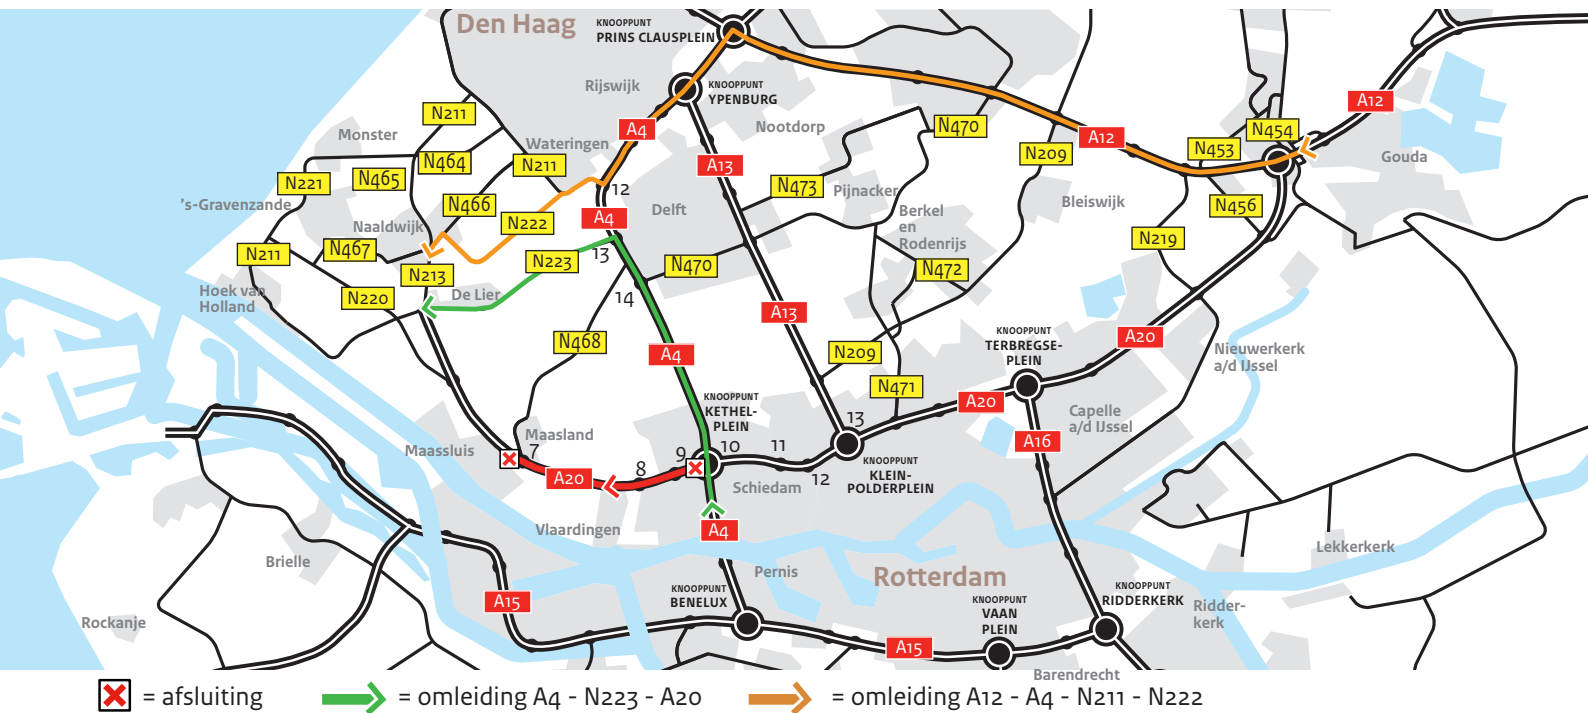 Den Haag
KNOOPPUNT
PRINS CLAUSPLEIN
Rijswijk
KNOOPPUNT
YPENBURG
A12
N211
Monster
Wateringen
A4
Nootdorp
N470
A12
N454
N453
Gouda
N464
N211
A13
N209
N465
N221
's-Gravenzande
N466
12
N473
Pijnacker
Bleiswijk
N456
N222
A4
Delft
Berkel
en
Rodenrijs
Naaldwijk
N467
N211
13
N219
N223
N470
N472
N213
De Lier
N220
Hoek van
Holland
14
A13
N468
A4
N209
KNOOPPUNT
TERBREGSE-
PLEIN
A20
Nieuwerkerk
a/d IJssel
N471
KNOOPPUNT
KETHEL-
PLEIN
A20
Capelle
a/d IJssel
13
Maasland
Maassluis
7
8
9
10
11
12
A20
A16
KNOOPPUNT
KLEIN-
POLDERPLEIN
Schiedam
Vlaardingen
A4
Lekkerkerk
Brielle
Pernis
Rotterdam
KNOOPPUNT
BENELUX
A15
KNOOPPUNT
VAAN
PLEIN
KNOOPPUNT
RIDDERKERK
Ridder-
kerk
Rockanje
A15
Barendrecht
= afsluiting
= omleiding A4 - N223 - A20
= omleiding A12 - A4 - N211 - N222